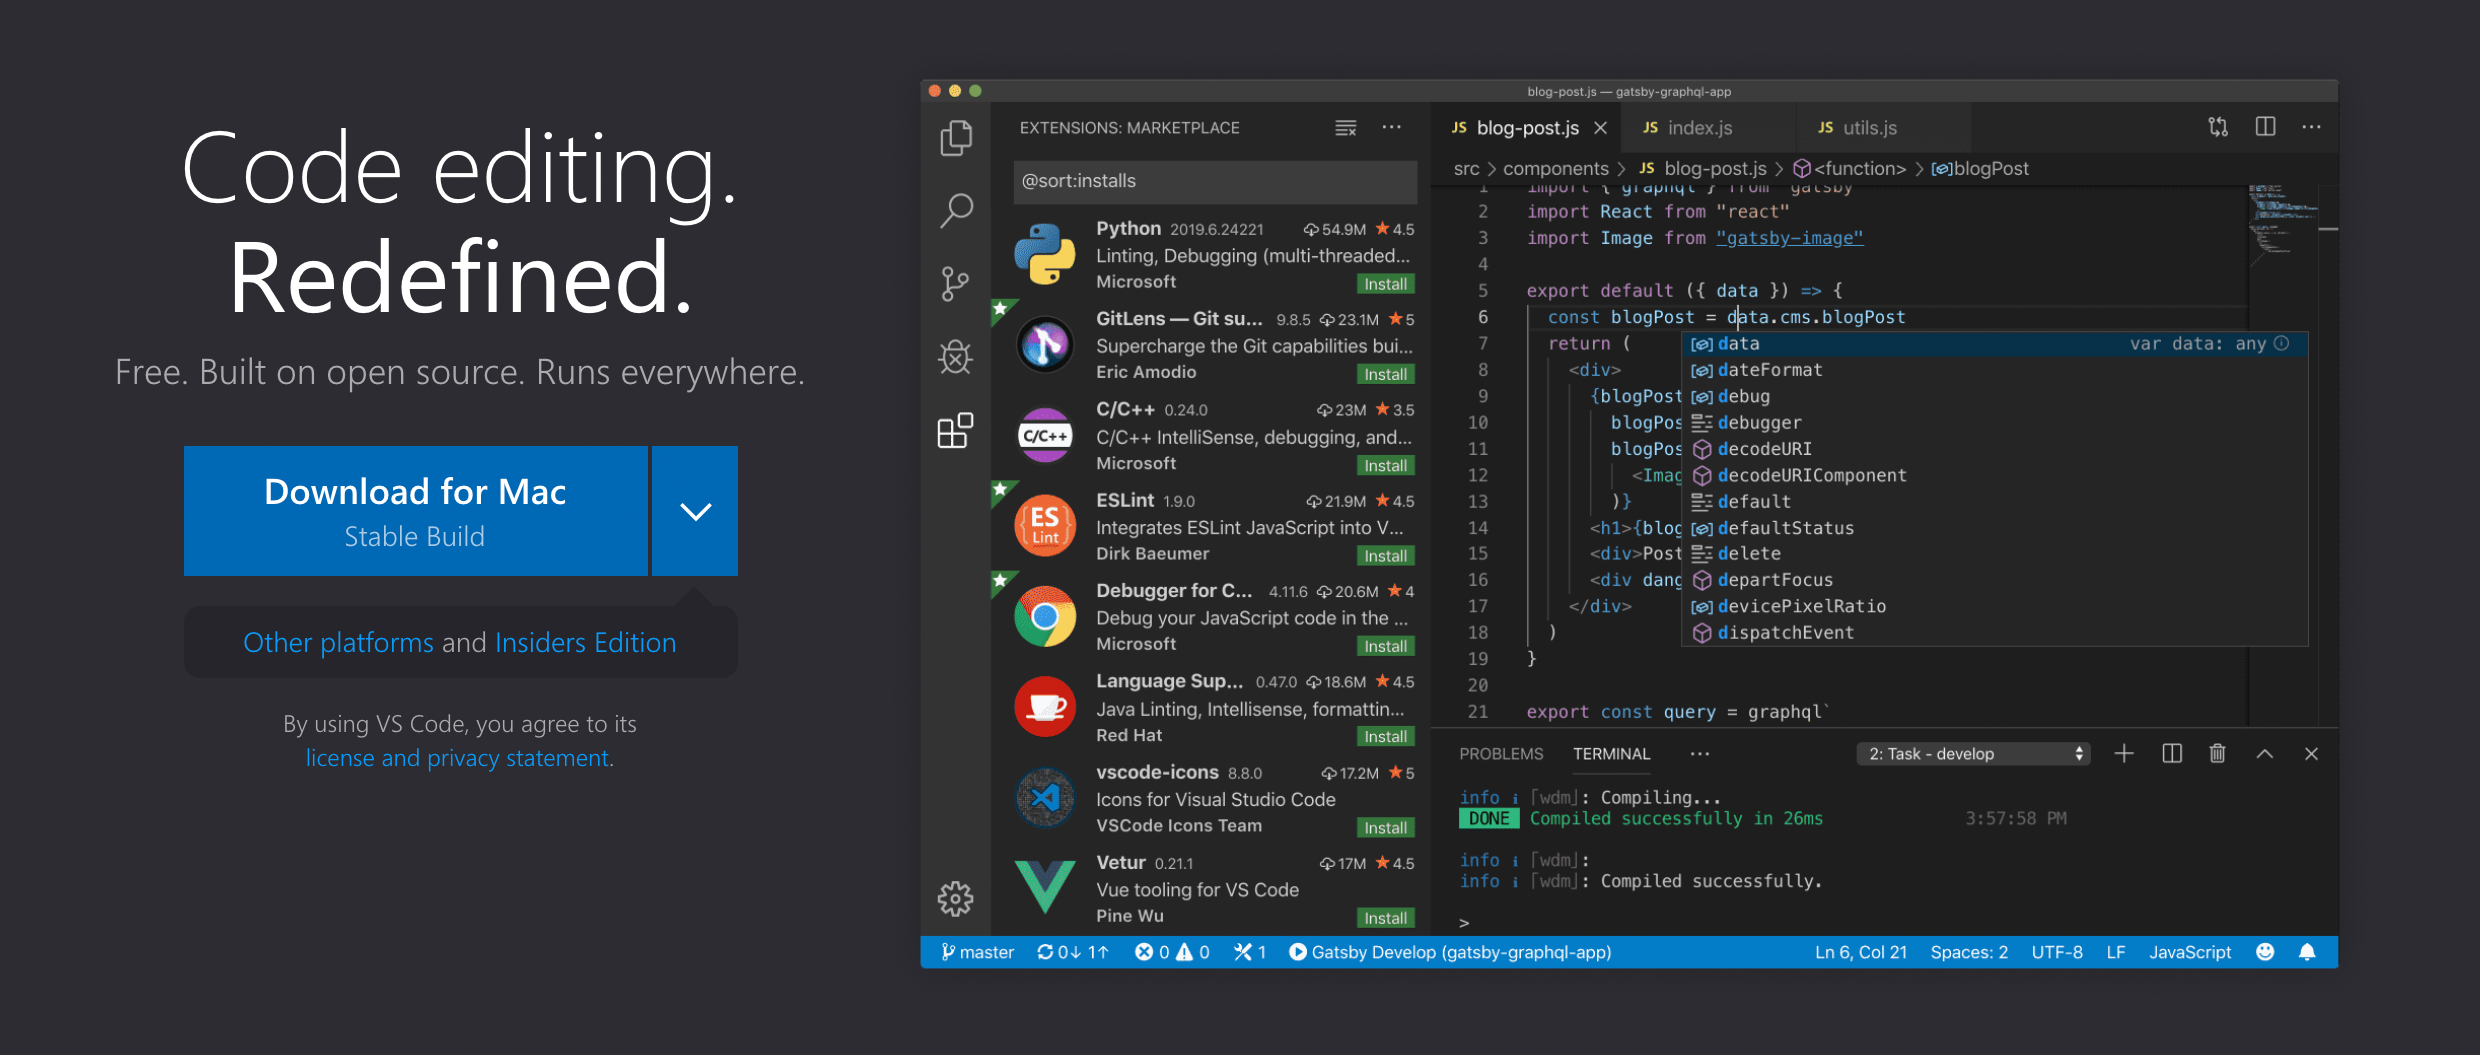 Code editing.
Redefined.
Free. Built on open source. Runs everywhere.
Download for Mac
Stable Build
Other platforms and Insiders Edition
By using VS Code, you agree to its
license and privacy statement.
blog-post.js — gatsby-graphql-app
EXTENSIONS: MARKETPLACE
@sort:installs
Python 2019.6.24221 54.9M 4.5
Linting, Debugging (multi-threaded...
Microsoft Install
GitLens — Git su... 9.8.5 23.1M 5
Supercharge the Git capabilities bui...
Eric Amodio Install
C/C++
C/C++ 0.24.0 23M 3.5
C/C++ IntelliSense, debugging, and...
Microsoft Install
ES
Lint
ESLint 1.9.0 21.9M 4.5
Integrates ESLint JavaScript into V...
Dirk Baeumer Install
Debugger for C... 4.11.6 20.6M 4
Debug your JavaScript code in the ...
Microsoft Install
Language Sup... 0.47.0 18.6M 4.5
Java Linting, Intellisense, formattin...
Red Hat Install
vscode-icons 8.8.0 17.2M 5
Icons for Visual Studio Code
VSCode Icons Team Install
Vetur 0.21.1 17M 4.5
Vue tooling for VS Code
Pine Wu Install
JS blog-post.js JS index.js JS utils.js
src > components > JS blog-post.js > <function> > blogPost
1 import { graphql } from "gatsby"
2 import React from "react"
3 import Image from "gatsby-image"
4
5 export default ({ data }) => {
6 const blogPost = data.cms.blogPost
7 return (
8 <div>
9 {blogPost
10 blogPos
11 blogPos
12 <Imag
13 )}
14 <h1>{blog
15 <div>Post
16 <div dang
17 </div>
18 )
19 }
20
21 export const query = graphql`
data var data: any
dateFormat
debug
debugger
decodeURI
decodeURIComponent
default
defaultStatus
delete
departFocus
devicePixelRatio
dispatchEvent
PROBLEMS TERMINAL ... 2: Task - develop
info i ⌈wdm⌋: Compiling...
DONE Compiled successfully in 26ms 3:57:58 PM
info i ⌈wdm⌋:
info i ⌈wdm⌋: Compiled successfully.
>
master 0↓ 1↑ 0 0 1 Gatsby Develop (gatsby-graphql-app) Ln 6, Col 21 Spaces: 2 UTF-8 LF JavaScript